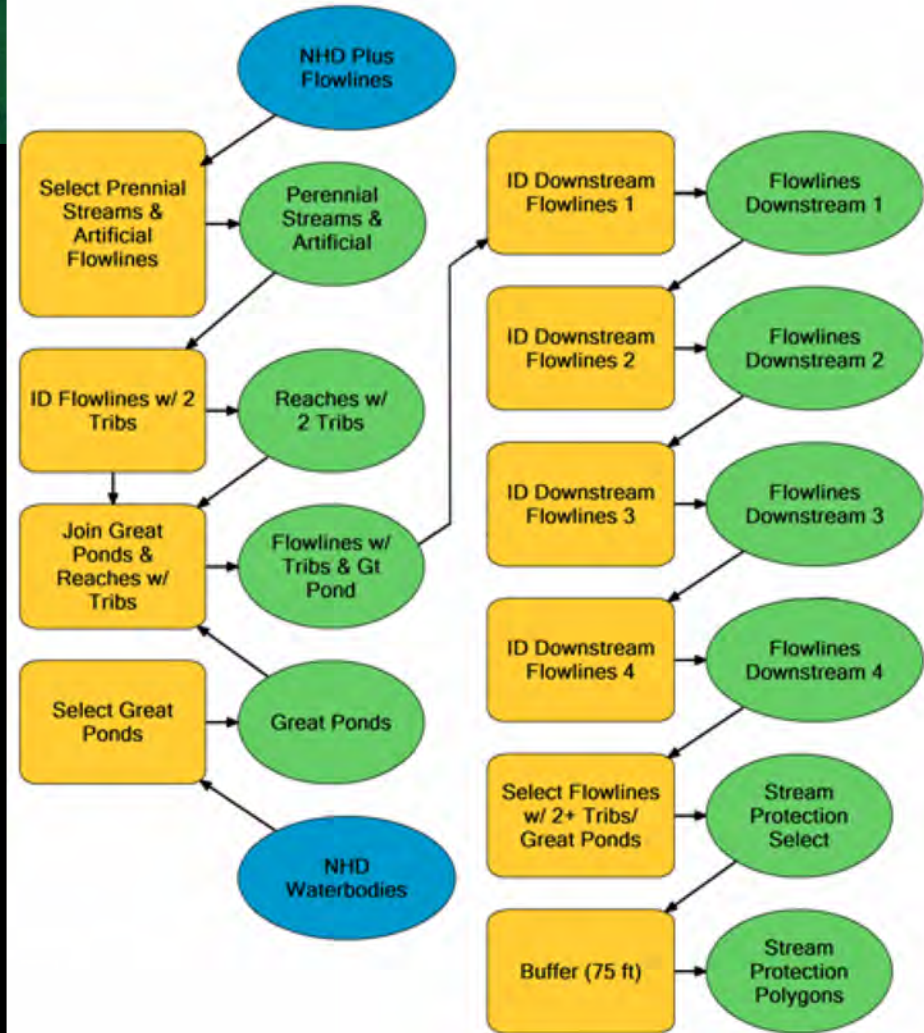 NHD Plus
Flowlines
Select Prennial
Streams &
Artificial
Flowlines
Perennial
Streams &
Artificial
ID Flowlines w/ 2
Tribs
Reaches w/
2 Tribs
Join Great
Ponds &
Reaches w/
Tribs
Flowlines w/
Tribs & Gt
Pond
Select Great
Ponds
Great Ponds
NHD
Waterbodies
ID Downstream
Flowlines 1
Flowlines
Downstream 1
ID Downstream
Flowlines 2
Flowlines
Downstream 2
ID Downstream
Flowlines 3
Flowlines
Downstream 3
ID Downstream
Flowlines 4
Flowlines
Downstream 4
Select Flowlines
w/ 2+ Tribs/
Great Ponds
Stream
Protection
Select
Buffer (75 ft)
Stream
Protection
Polygons